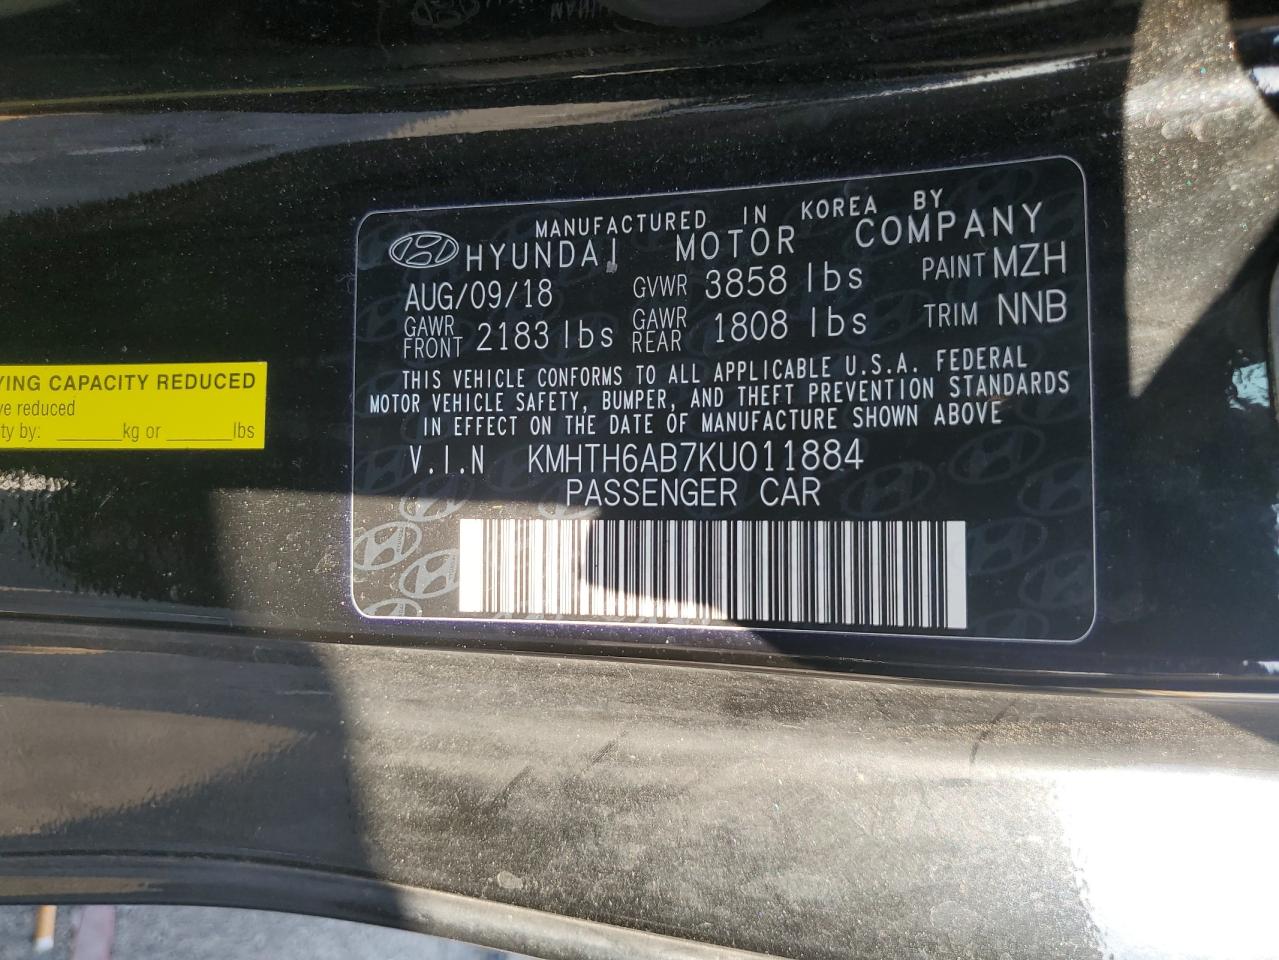 MANUFACTURED IN KOREA BY
HYUNDAI MOTOR COMPANY
AUG/09/18 GVWR 3858 lbs PAINT MZH
GAWR FRONT 2183 lbs GAWR REAR 1808 lbs TRIM NNB
THIS VEHICLE CONFORMS TO ALL APPLICABLE U.S.A. FEDERAL
MOTOR VEHICLE SAFETY, BUMPER, AND THEFT PREVENTION STANDARDS
IN EFFECT ON THE DATE OF MANUFACTURE SHOWN ABOVE
V.I.N KMHTH6AB7KU011884
PASSENGER CAR
YING CAPACITY REDUCED
ve reduced
ty by: ______kg or ______lbs